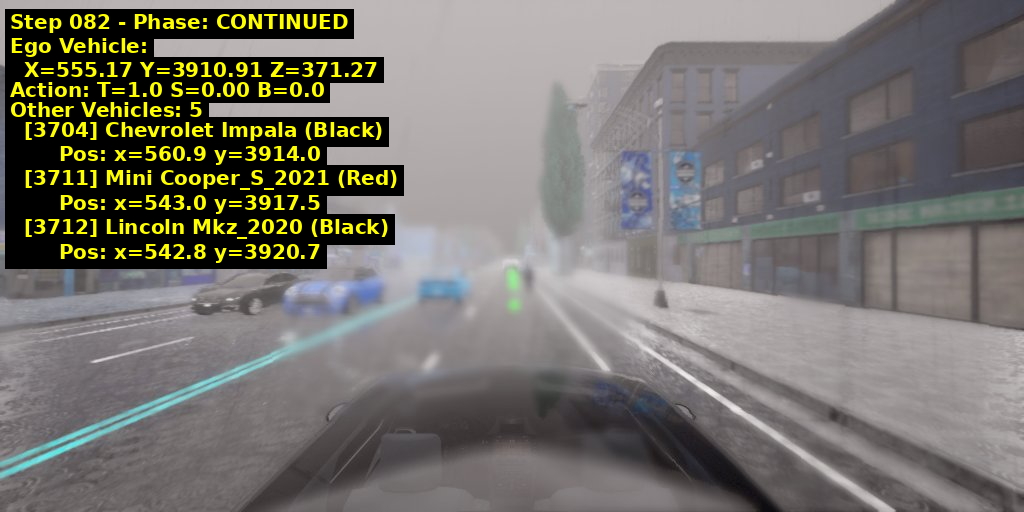 Step 082 - Phase: CONTINUED
Ego Vehicle:
X=555.17 Y=3910.91 Z=371.27
Action: T=1.0 S=0.00 B=0.0
Other Vehicles: 5
[3704] Chevrolet Impala (Black)
Pos: x=560.9 y=3914.0
[3711] Mini Cooper_S_2021 (Red)
Pos: x=543.0 y=3917.5
[3712] Lincoln Mkz_2020 (Black)
Pos: x=542.8 y=3920.7